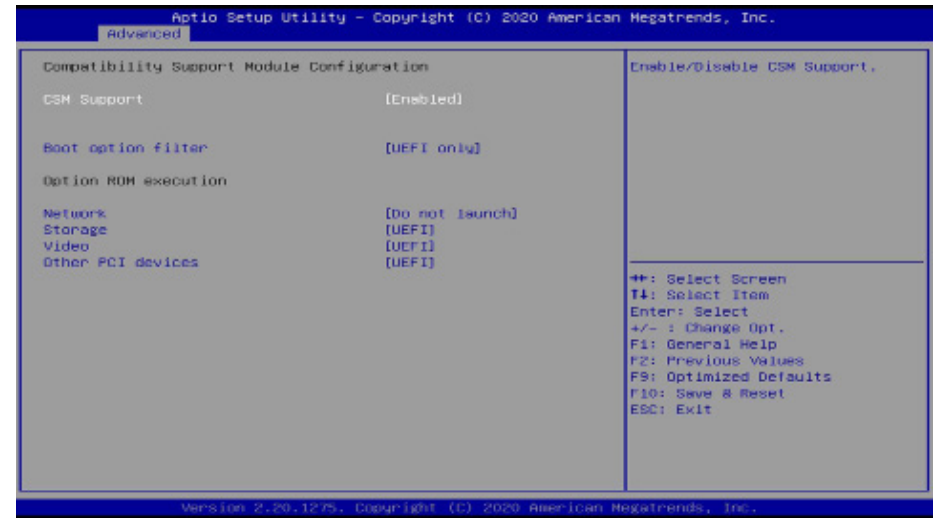 Aptio Setup Utility - Copyright (C) 2020 American Megatrends, Inc.
Advanced
Compatibility Support Module Configuration
CSM Support [Enabled]
Boot option filter [UEFI only]
Option ROM execution
Network [Do not launch]
Storage [UEFI]
Video [UEFI]
Other PCI devices [UEFI]
Enable/Disable CSM Support.
→←: Select Screen
↑↓: Select Item
Enter: Select
+/- : Change Opt.
F1: General Help
F2: Previous Values
F9: Optimized Defaults
F10: Save & Reset
ESC: Exit
Version 2.20.1275. Copyright (C) 2020 American Megatrends, Inc.